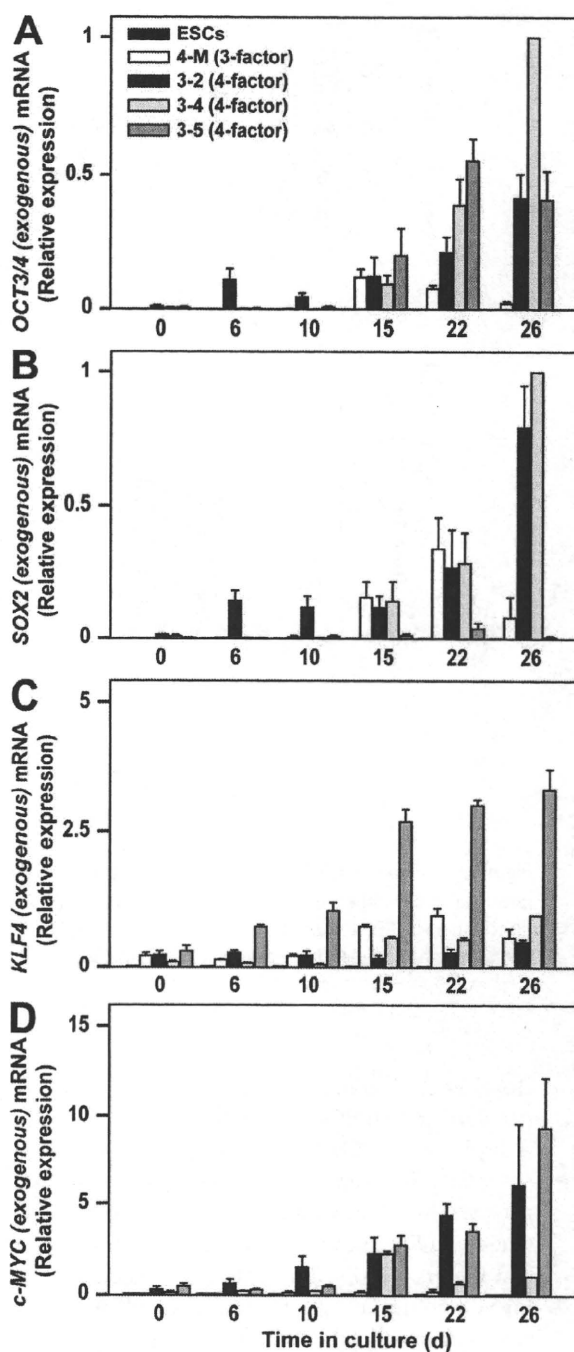 A
OCT3/4 (exogenous) mRNA
(Relative expression)
1
0.5
0
ESCs
4-M (3-factor)
3-2 (4-factor)
3-4 (4-factor)
3-5 (4-factor)
0 6 10 15 22 26
B
SOX2 (exogenous) mRNA
(Relative expression)
1
0.5
0
0 6 10 15 22 26
C
KLF4 (exogenous) mRNA
(Relative expression)
5
2.5
0
0 6 10 15 22 26
D
c-MYC (exogenous) mRNA
(Relative expression)
15
10
5
0
0 6 10 15 22 26
Time in culture (d)